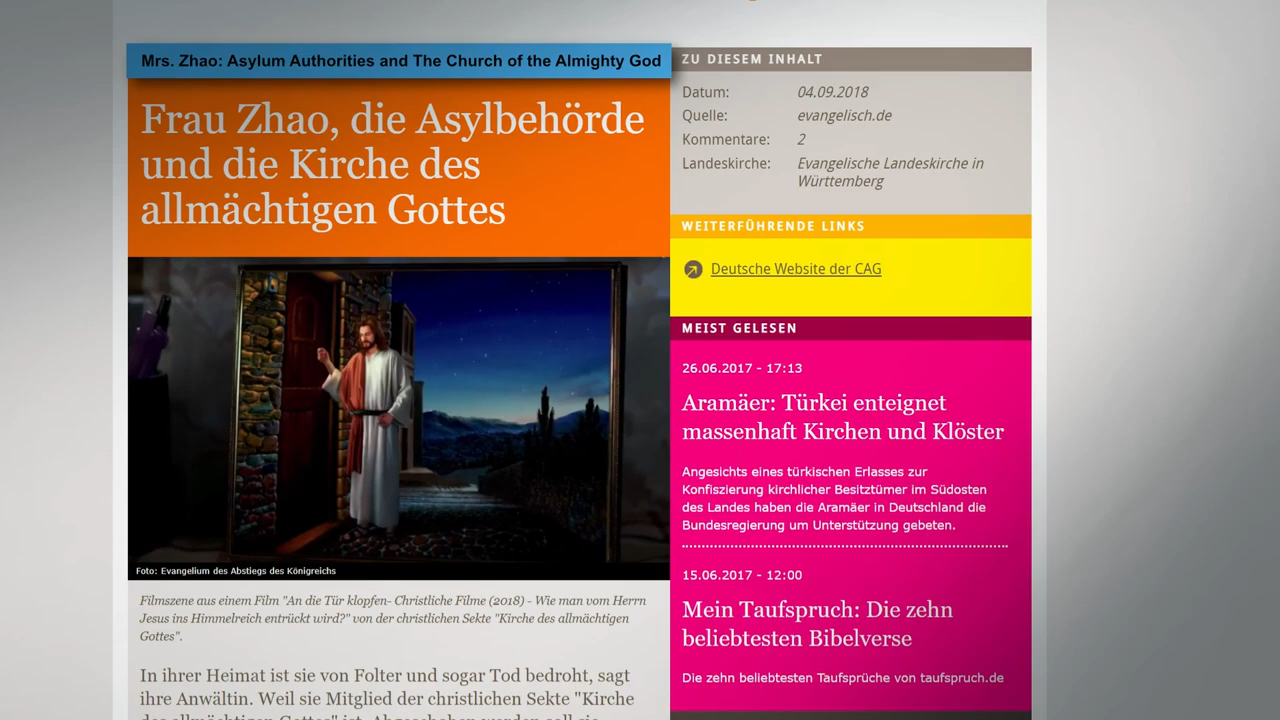 Mrs. Zhao: Asylum Authorities and The Church of the Almighty God
Frau Zhao, die Asylbehörde
und die Kirche des
allmächtigen Gottes
Foto: Evangelium des Abstiegs des Königreichs
Filmszene aus einem Film "An die Tür klopfen- Christliche Filme (2018) - Wie man vom Herrn
Jesus ins Himmelreich entrückt wird?" von der christlichen Sekte "Kirche des allmächtigen
Gottes".
In ihrer Heimat ist sie von Folter und sogar Tod bedroht, sagt
ihre Anwältin. Weil sie Mitglied der christlichen Sekte "Kirche
ZU DIESEM INHALT
Datum: 04.09.2018
Quelle: evangelisch.de
Kommentare: 2
Landeskirche: Evangelische Landeskirche in
Württemberg
WEITERFÜHRENDE LINKS
Deutsche Website der CAG
MEIST GELESEN
26.06.2017 - 17:13
Aramäer: Türkei enteignet
massenhaft Kirchen und Klöster
Angesichts eines türkischen Erlasses zur
Konfiszierung kirchlicher Besitztümer im Südosten
des Landes haben die Aramäer in Deutschland die
Bundesregierung um Unterstützung gebeten.
15.06.2017 - 12:00
Mein Taufspruch: Die zehn
beliebtesten Bibelverse
Die zehn beliebtesten Taufsprüche von taufspruch.de